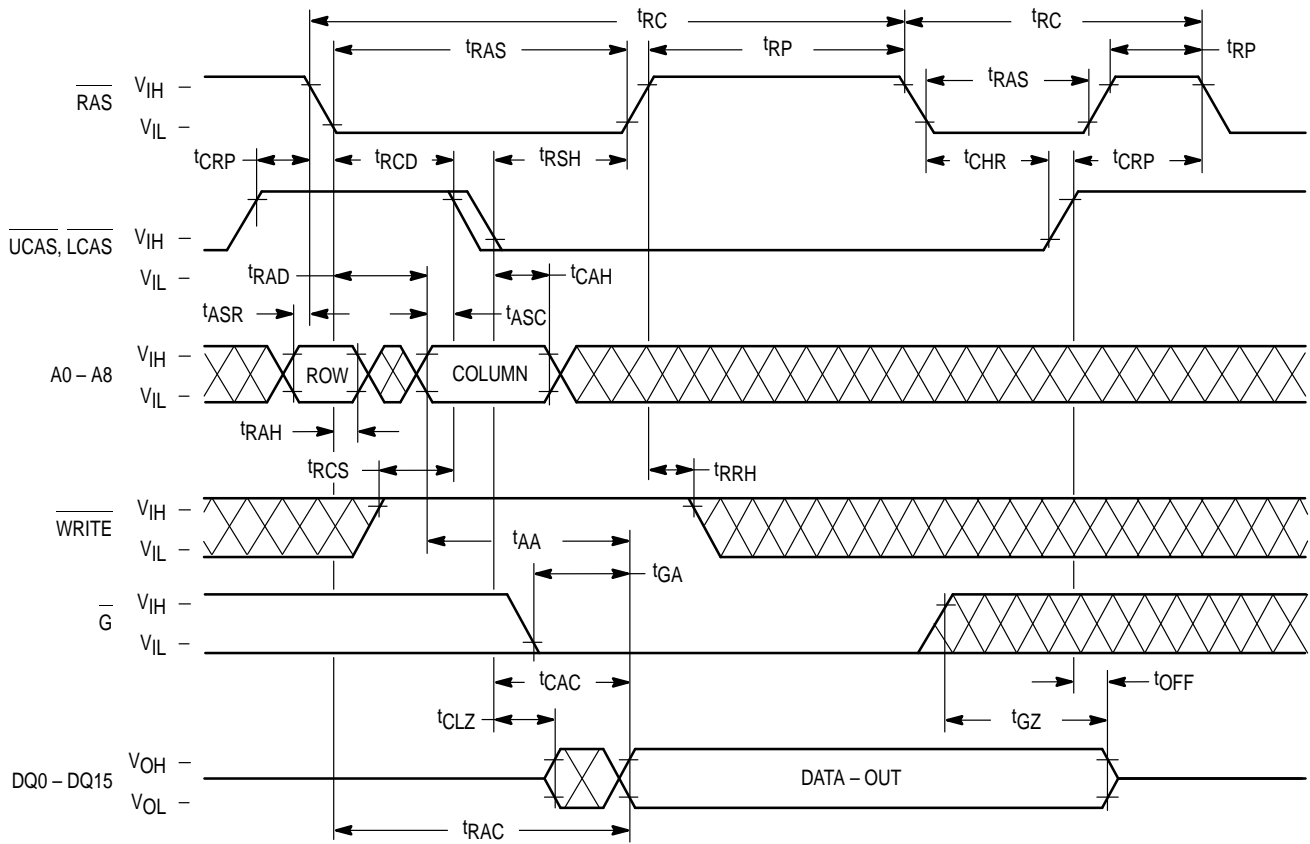 tRC tRC
tRAS tRP tRAS tRP
RAS VIH
VIL
tCRP tRCD tRSH tCHR tCRP
UCAS, LCAS VIH
VIL
tRAD tCAH
tASR tASC
A0 – A8 VIH
VIL
ROW COLUMN
tRAH
tRCS tRRH
WRITE VIH
VIL
tAA
tGA
G VIH
VIL
tCAC tOFF
tCLZ tGZ
DQ0 – DQ15 VOH
VOL
DATA – OUT
tRAC